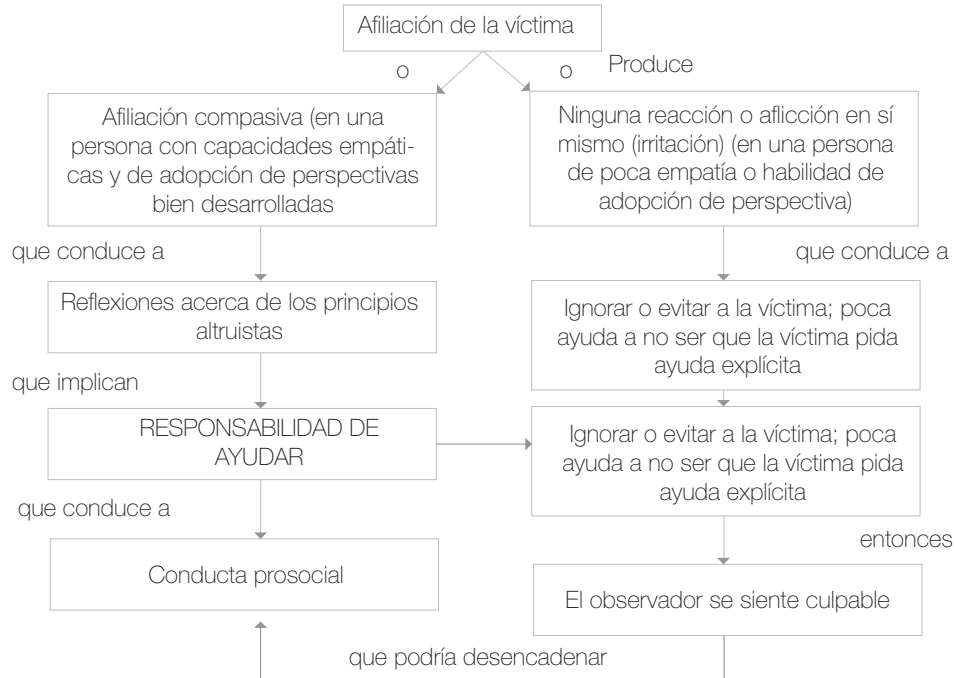 Afiliación de la víctima
o
o
Produce
Afiliación compasiva (en una
persona con capacidades empáti-
cas y de adopción de perspectivas
bien desarrolladas
Ninguna reacción o aflicción en sí
mismo (irritación) (en una persona
de poca empatía o habilidad de
adopción de perspectiva)
que conduce a
que conduce a
Reflexiones acerca de los principios
altruistas
Ignorar o evitar a la víctima; poca
ayuda a no ser que la víctima pida
ayuda explícita
que implican
RESPONSABILIDAD DE
AYUDAR
Ignorar o evitar a la víctima; poca
ayuda a no ser que la víctima pida
ayuda explícita
que conduce a
entonces
Conducta prosocial
El observador se siente culpable
que podría desencadenar